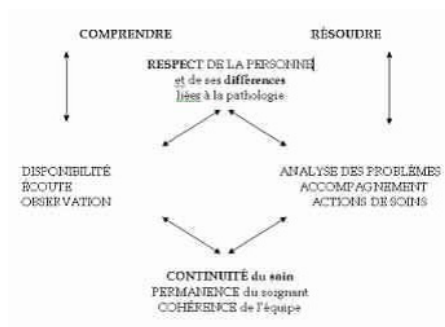 COMPRENDRE
RÉSOUDRE
RESPECT DE LA PERSONNE
et de ses différences
liées à la pathologie
DISPONIBILITÉ
ÉCOUTE
OBSERVATION
ANALYSE DES PROBLÈMES
ACCOMPAGNEMENT
ACTIONS DE SOINS
CONTINUITÉ du soin
PERMANENCE du soignant
COHÉRENCE de l'équipe